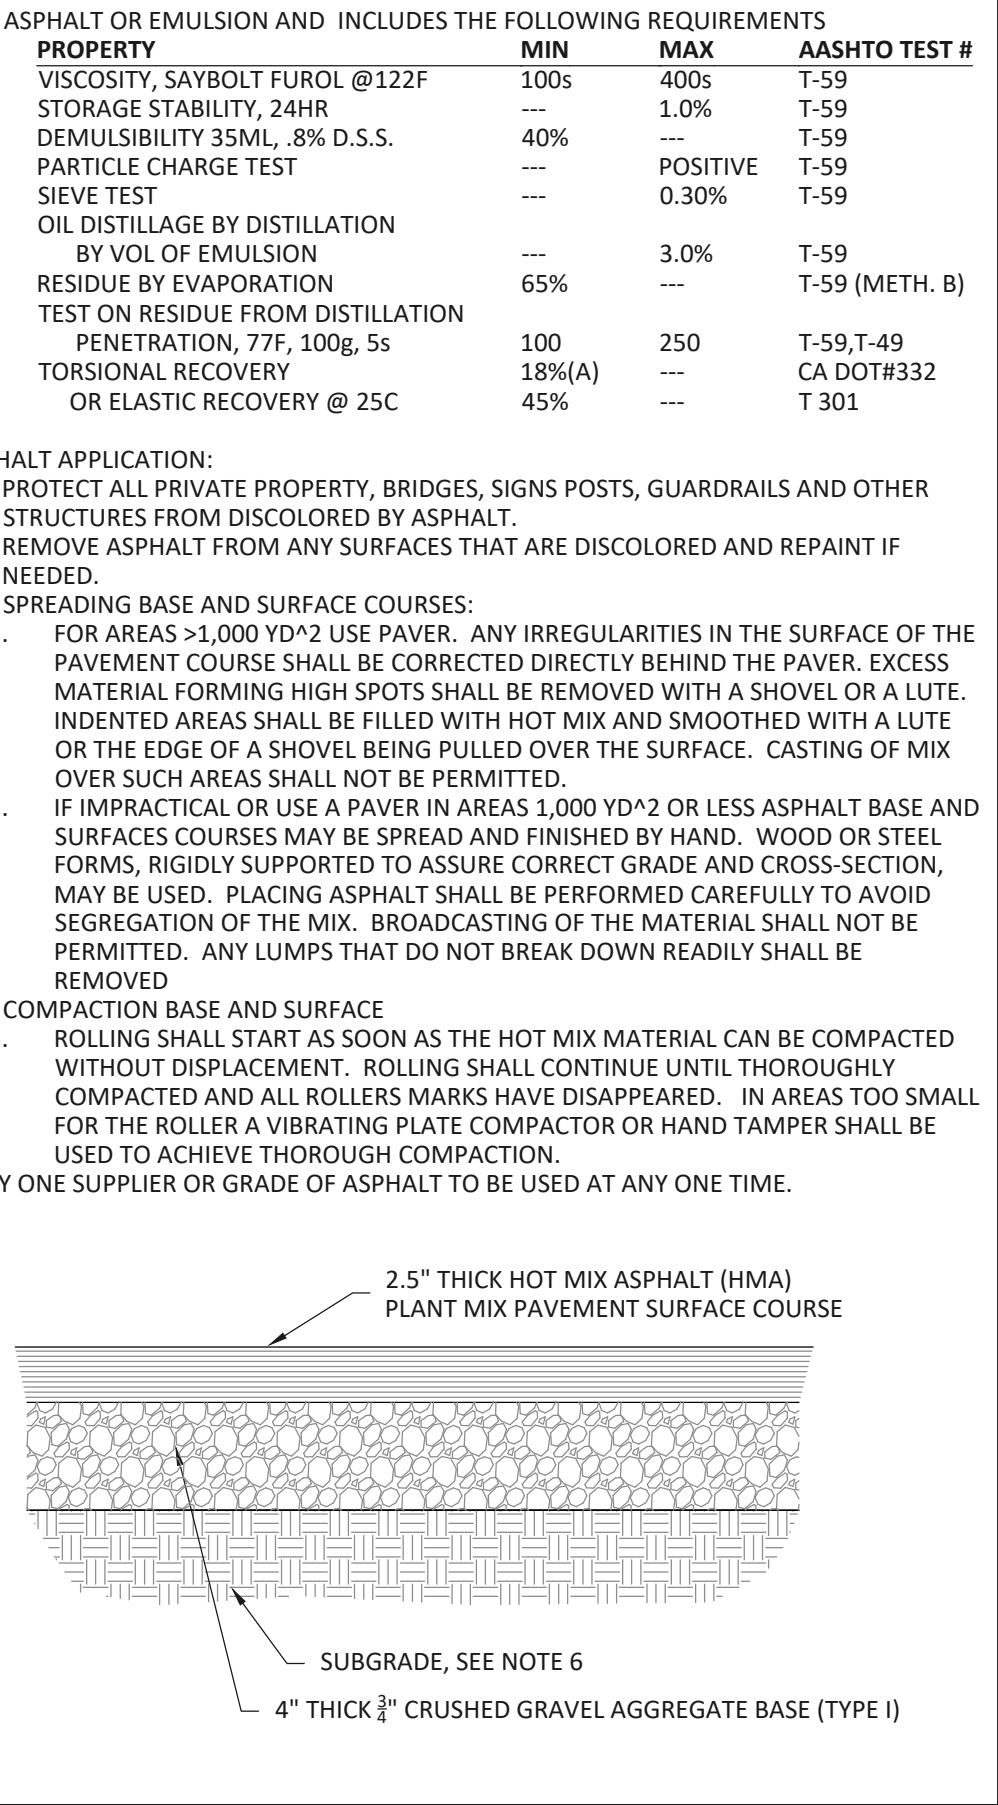 ASPHALT OR EMULSION AND INCLUDES THE FOLLOWING REQUIREMENTS
PROPERTY MIN MAX AASHTO TEST #
VISCOSITY, SAYBOLT FUROL @122F 100s 400s T-59
STORAGE STABILITY, 24HR --- 1.0% T-59
DEMULSIBILITY 35ML, .8% D.S.S. 40% --- T-59
PARTICLE CHARGE TEST --- POSITIVE T-59
SIEVE TEST --- 0.30% T-59
OIL DISTILLAGE BY DISTILLATION
BY VOL OF EMULSION --- 3.0% T-59
RESIDUE BY EVAPORATION 65% --- T-59 (METH. B)
TEST ON RESIDUE FROM DISTILLATION
PENETRATION, 77F, 100g, 5s 100 250 T-59,T-49
TORSIONAL RECOVERY 18%(A) --- CA DOT#332
OR ELASTIC RECOVERY @ 25C 45% --- T 301
HALT APPLICATION:
PROTECT ALL PRIVATE PROPERTY, BRIDGES, SIGNS POSTS, GUARDRAILS AND OTHER
STRUCTURES FROM DISCOLORED BY ASPHALT.
REMOVE ASPHALT FROM ANY SURFACES THAT ARE DISCOLORED AND REPAINT IF
NEEDED.
SPREADING BASE AND SURFACE COURSES:
. FOR AREAS >1,000 YD^2 USE PAVER. ANY IRREGULARITIES IN THE SURFACE OF THE
PAVEMENT COURSE SHALL BE CORRECTED DIRECTLY BEHIND THE PAVER. EXCESS
MATERIAL FORMING HIGH SPOTS SHALL BE REMOVED WITH A SHOVEL OR A LUTE.
INDENTED AREAS SHALL BE FILLED WITH HOT MIX AND SMOOTHED WITH A LUTE
OR THE EDGE OF A SHOVEL BEING PULLED OVER THE SURFACE. CASTING OF MIX
OVER SUCH AREAS SHALL NOT BE PERMITTED.
. IF IMPRACTICAL OR USE A PAVER IN AREAS 1,000 YD^2 OR LESS ASPHALT BASE AND
SURFACES COURSES MAY BE SPREAD AND FINISHED BY HAND. WOOD OR STEEL
FORMS, RIGIDLY SUPPORTED TO ASSURE CORRECT GRADE AND CROSS-SECTION,
MAY BE USED. PLACING ASPHALT SHALL BE PERFORMED CAREFULLY TO AVOID
SEGREGATION OF THE MIX. BROADCASTING OF THE MATERIAL SHALL NOT BE
PERMITTED. ANY LUMPS THAT DO NOT BREAK DOWN READILY SHALL BE
REMOVED
COMPACTION BASE AND SURFACE
. ROLLING SHALL START AS SOON AS THE HOT MIX MATERIAL CAN BE COMPACTED
WITHOUT DISPLACEMENT. ROLLING SHALL CONTINUE UNTIL THOROUGHLY
COMPACTED AND ALL ROLLERS MARKS HAVE DISAPPEARED. IN AREAS TOO SMALL
FOR THE ROLLER A VIBRATING PLATE COMPACTOR OR HAND TAMPER SHALL BE
USED TO ACHIEVE THOROUGH COMPACTION.
Y ONE SUPPLIER OR GRADE OF ASPHALT TO BE USED AT ANY ONE TIME.
2.5" THICK HOT MIX ASPHALT (HMA)
PLANT MIX PAVEMENT SURFACE COURSE
SUBGRADE, SEE NOTE 6
4" THICK 3/4" CRUSHED GRAVEL AGGREGATE BASE (TYPE I)